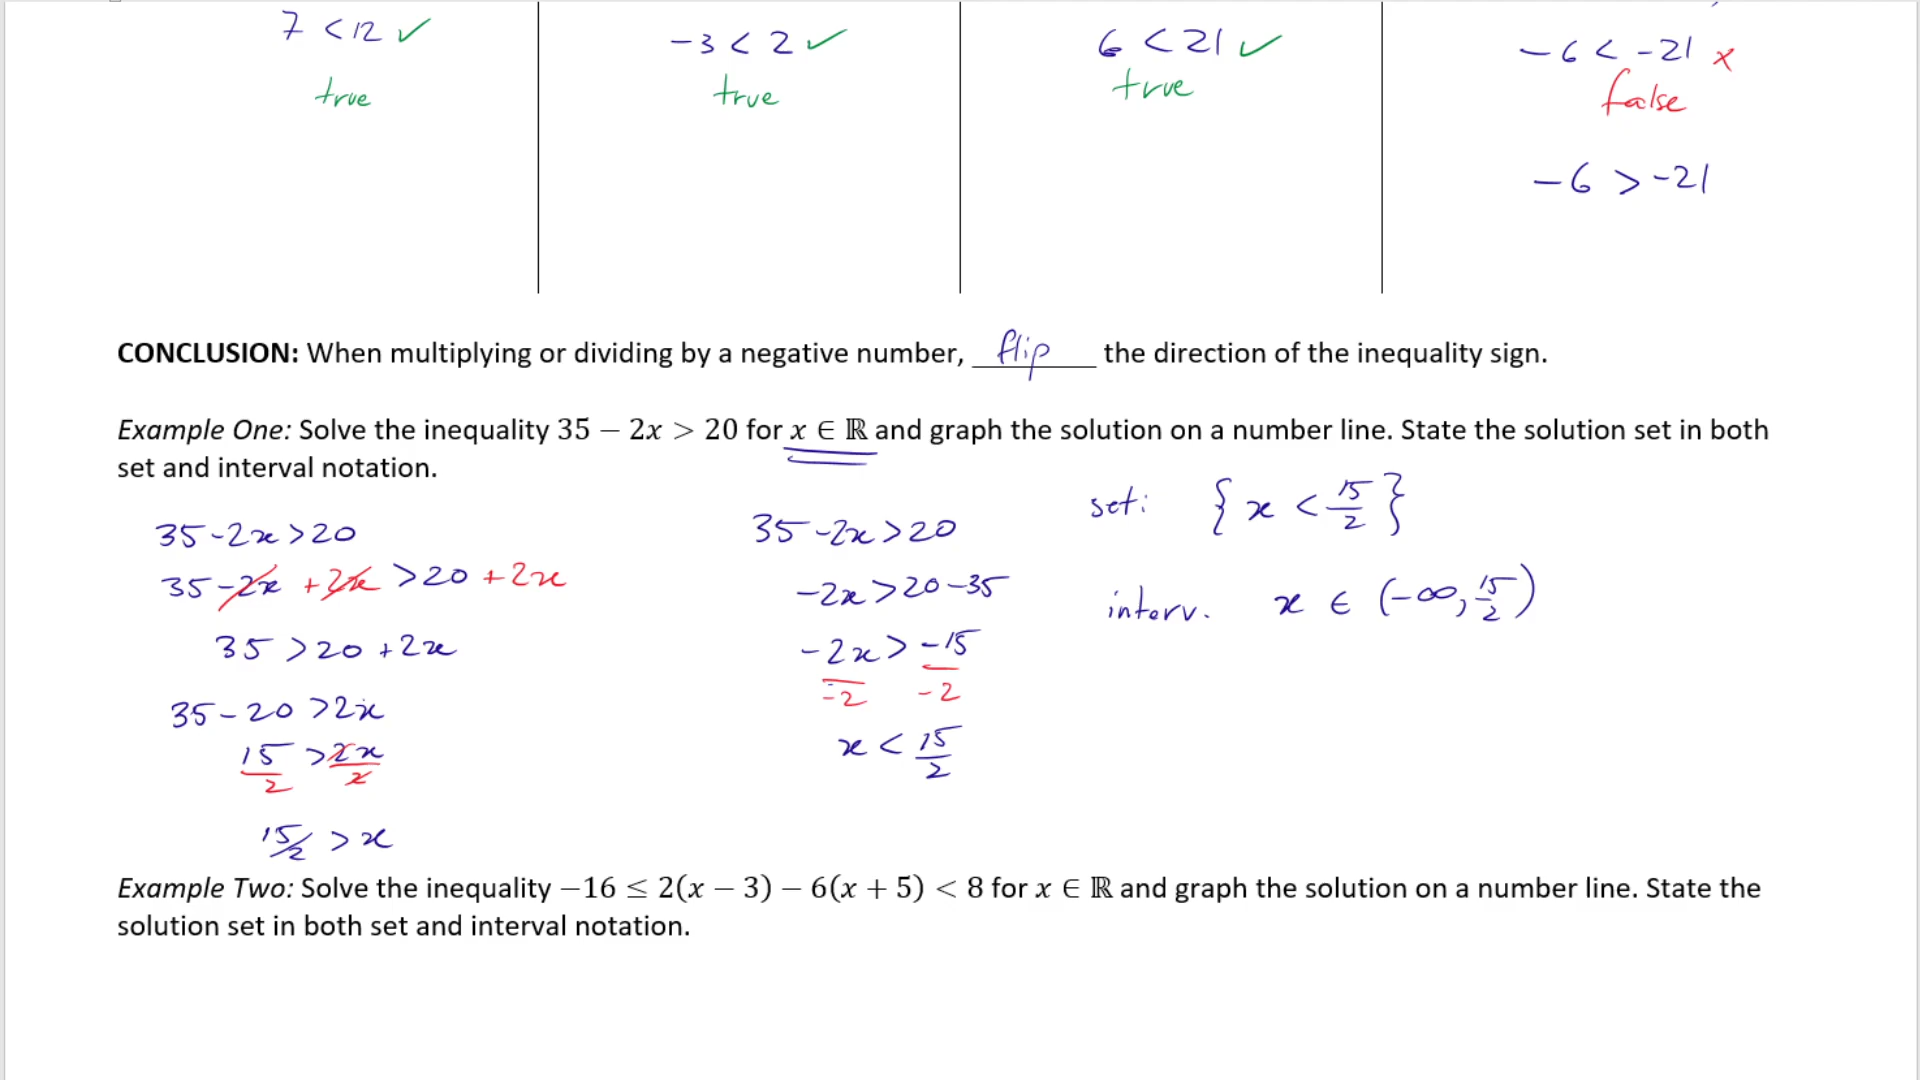 7 < 12 ✓
-3 < 2 ✓
6 < 21 ✓
-6 < -21 x
true
true
true
false
-6 > -21
CONCLUSION: When multiplying or dividing by a negative number, flip the direction of the inequality sign.
Example One: Solve the inequality 35 − 2x > 20 for x ∈ ℝ and graph the solution on a number line. State the solution set in both
set and interval notation.
35-2x>20
35-2x +2x >20 +2x
35 >20 +2x
35-20 >2x
15/2 >2x/2
15/2 > x
35-2x>20
-2x>20-35
-2x/-2 > -15/-2
x < 15/2
set: { x < 15/2 }
interv. x ∈ (-∞, 15/2)
Example Two: Solve the inequality −16 ≤ 2(x − 3) − 6(x + 5) < 8 for x ∈ ℝ and graph the solution on a number line. State the
solution set in both set and interval notation.